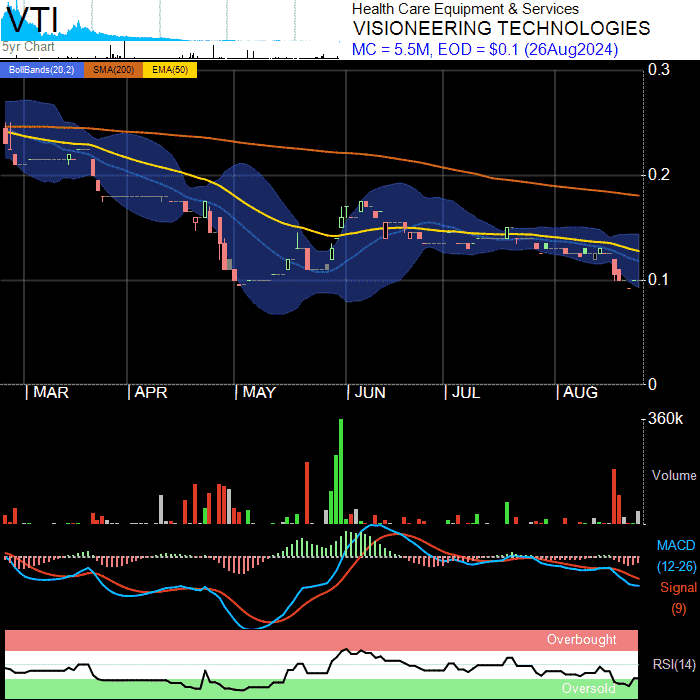 VTI
5yr Chart
Health Care Equipment & Services
VISIONEERING TECHNOLOGIES
MC = 5.5M, EOD = $0.1 (26Aug2024)
BollBands(20,2) SMA(200) EMA(50)
0.3
0.2
0.1
0
MAR APR MAY JUN JUL AUG
360k
Volume
MACD
(12-26)
Signal
(9)
Overbought
RSI(14)
Oversold